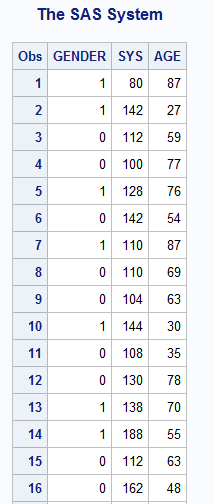 The SAS System
Obs GENDER SYS AGE
1 1 80 87
2 1 142 27
3 0 112 59
4 0 100 77
5 1 128 76
6 0 142 54
7 1 110 87
8 0 110 69
9 0 104 63
10 1 144 30
11 0 108 35
12 0 130 78
13 1 138 70
14 1 188 55
15 0 112 63
16 0 162 48